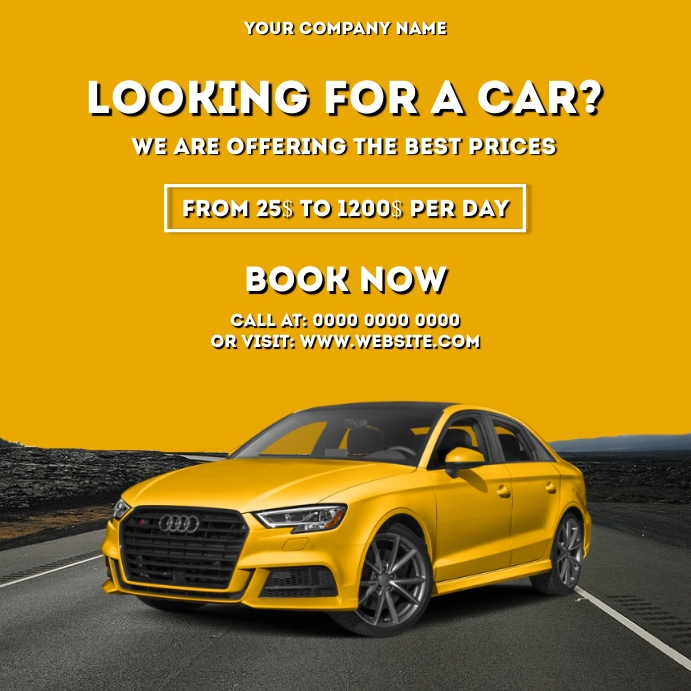 YOUR COMPANY NAME
LOOKING FOR A CAR?
WE ARE OFFERING THE BEST PRICES
FROM 25$ TO 1200$ PER DAY
BOOK NOW
CALL AT: 0000 0000 0000
OR VISIT: WWW.WEBSITE.COM